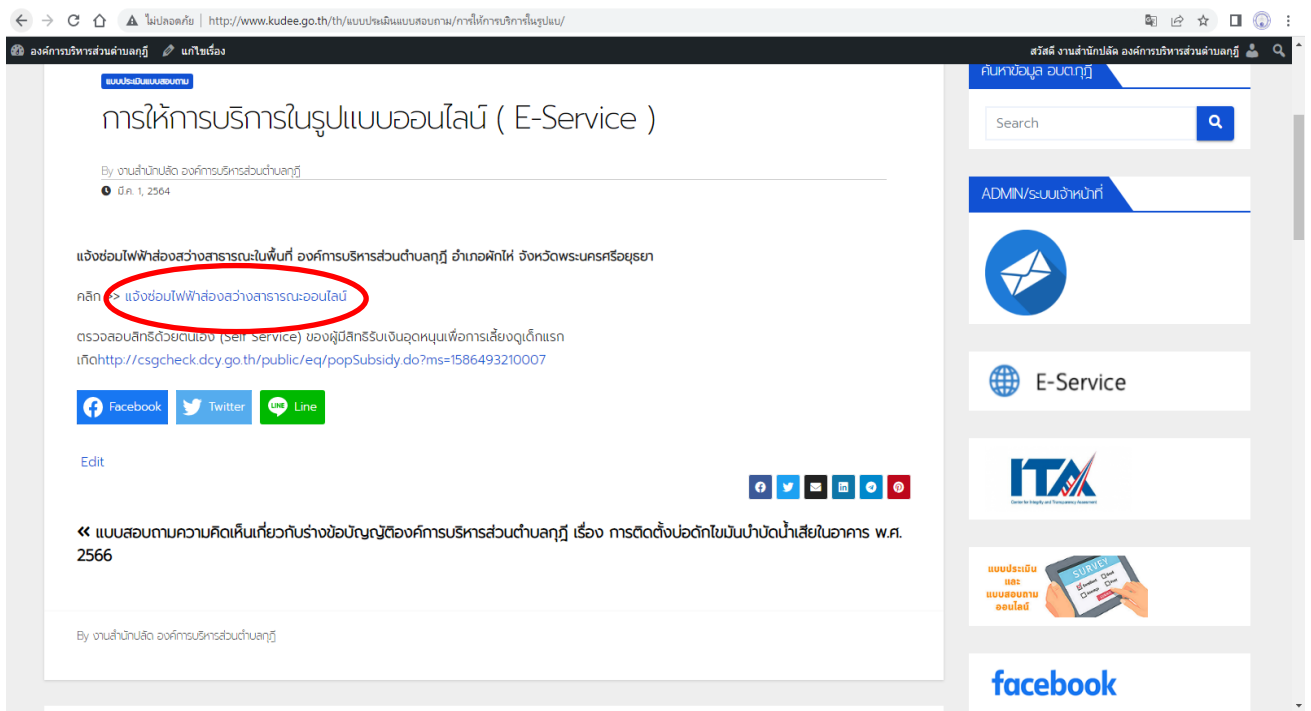 ไม่ปลอดภัย | http://www.kudee.go.th/th/แบบประเมินแบบสอบถาม/การให้การบริการในรูปแบบ/
องค์การบริหารส่วนตำบลกุฎี แก้ไขเรื่อง สวัสดี งานสำนักปลัด องค์การบริหารส่วนตำบลกุฎี
แบบประเมินแบบสอบถาม
การให้การบริการในรูปแบบออนไลน์ ( E-Service )
By งานสำนักปลัด องค์การบริหารส่วนตำบลกุฎี
มี.ค. 1, 2564
แจ้งซ่อมไฟฟ้าส่องสว่างสาธารณะในพื้นที่ องค์การบริหารส่วนตำบลกุฎี อำเภอผักไห่ จังหวัดพระนครศรีอยุธยา
คลิก >> แจ้งซ่อมไฟฟ้าส่องสว่างสาธารณะออนไลน์
ตรวจสอบสิทธิด้วยตนเอง (Self Service) ของผู้มีสิทธิรับเงินอุดหนุนเพื่อการเลี้ยงดูเด็กแรก
เกิดhttp://csgcheck.dcy.go.th/public/eq/popSubsidy.do?ms=1586493210007
Facebook Twitter LINE Line
Edit
« แบบสอบถามความคิดเห็นเกี่ยวกับร่างข้อบัญญัติองค์การบริหารส่วนตำบลกุฎี เรื่อง การติดตั้งบ่อดักไขมันบำบัดน้ำเสียในอาคาร พ.ศ.
2566
By งานสำนักปลัด องค์การบริหารส่วนตำบลกุฎี
ค้นหาข้อมูล อบต.กุฎี
Search
ADMIN/ระบบเจ้าหน้าที่
E-Service
ITA
แบบประเมิน
และ
แบบสอบถาม
ออนไลน์
SURVEY
facebook